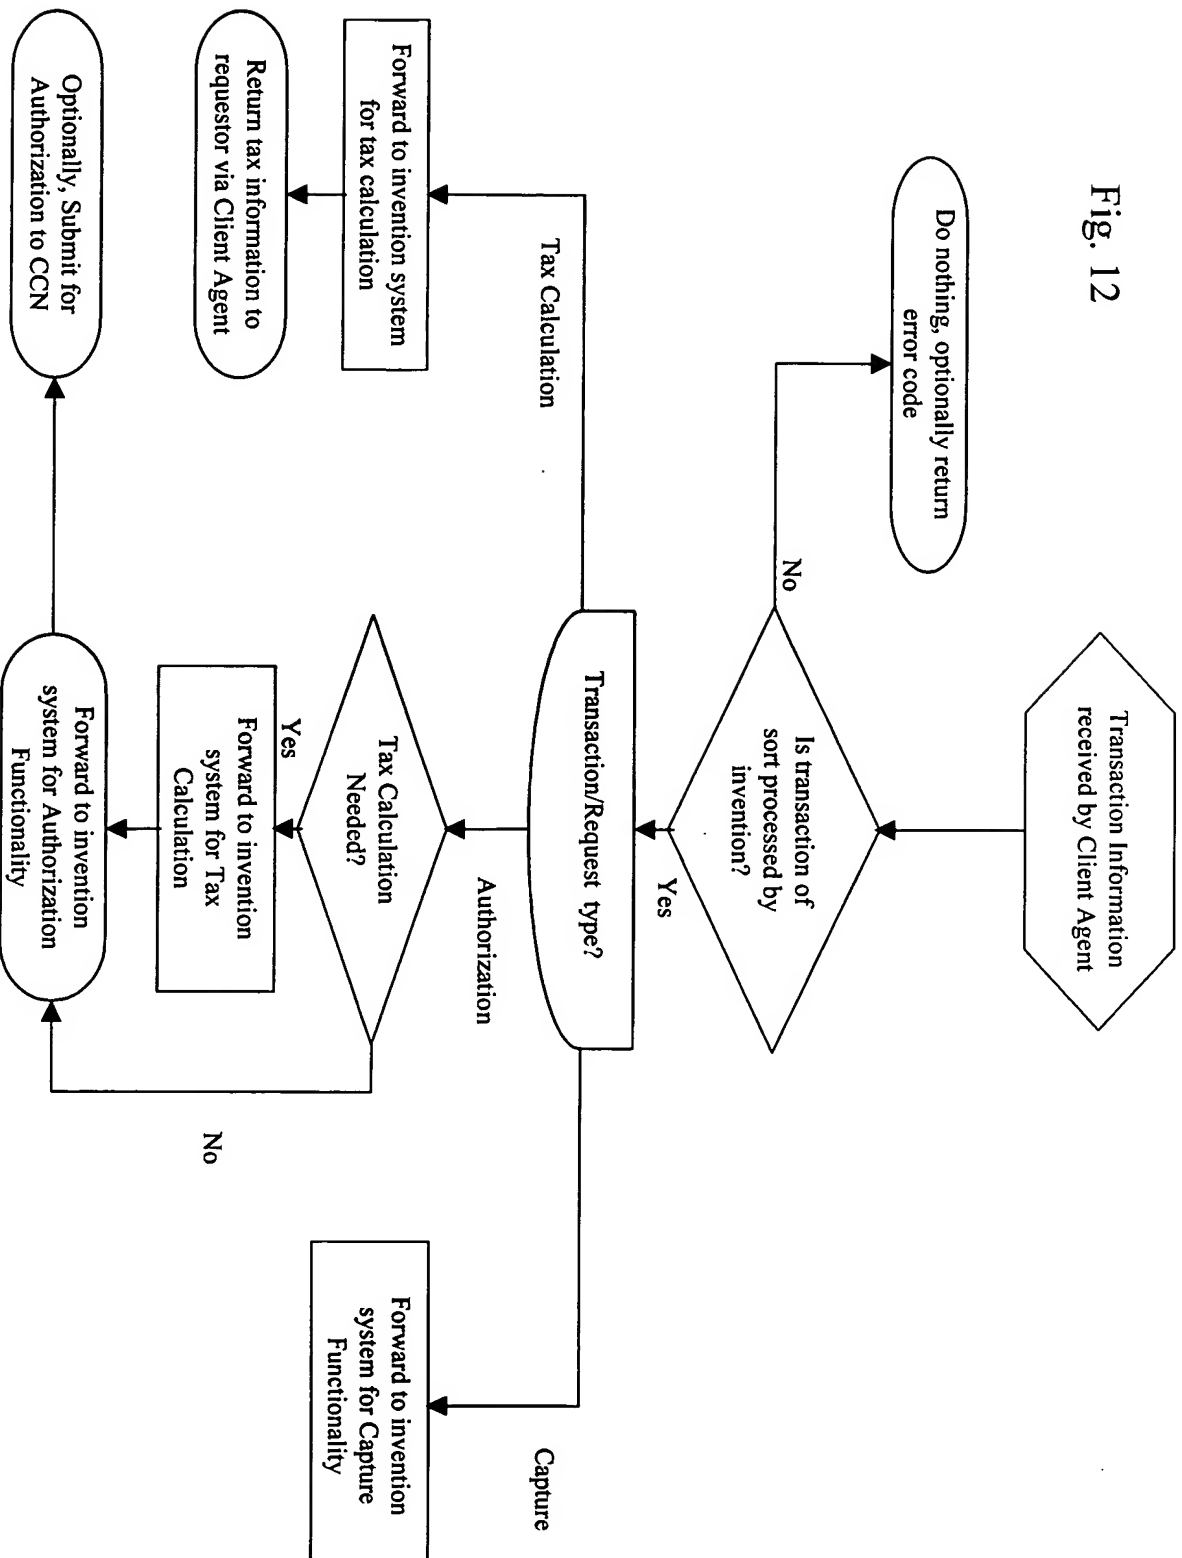 Fig. 12
Transaction Information
received by Client Agent
Do nothing, optionally return
error code
No
Is transaction of
sort processed by
invention?
Yes
Transaction/Request type?
Tax Calculation
Authorization
Capture
Forward to invention system
for tax calculation
Return tax information to
requestor via Client Agent
Tax Calculation
Needed?
Yes
No
Forward to invention
system for Tax
Calculation
Forward to invention
system for Capture
Functionality
Forward to invention
system for Authorization
Functionality
Optionally, Submit for
Authorization to CCN